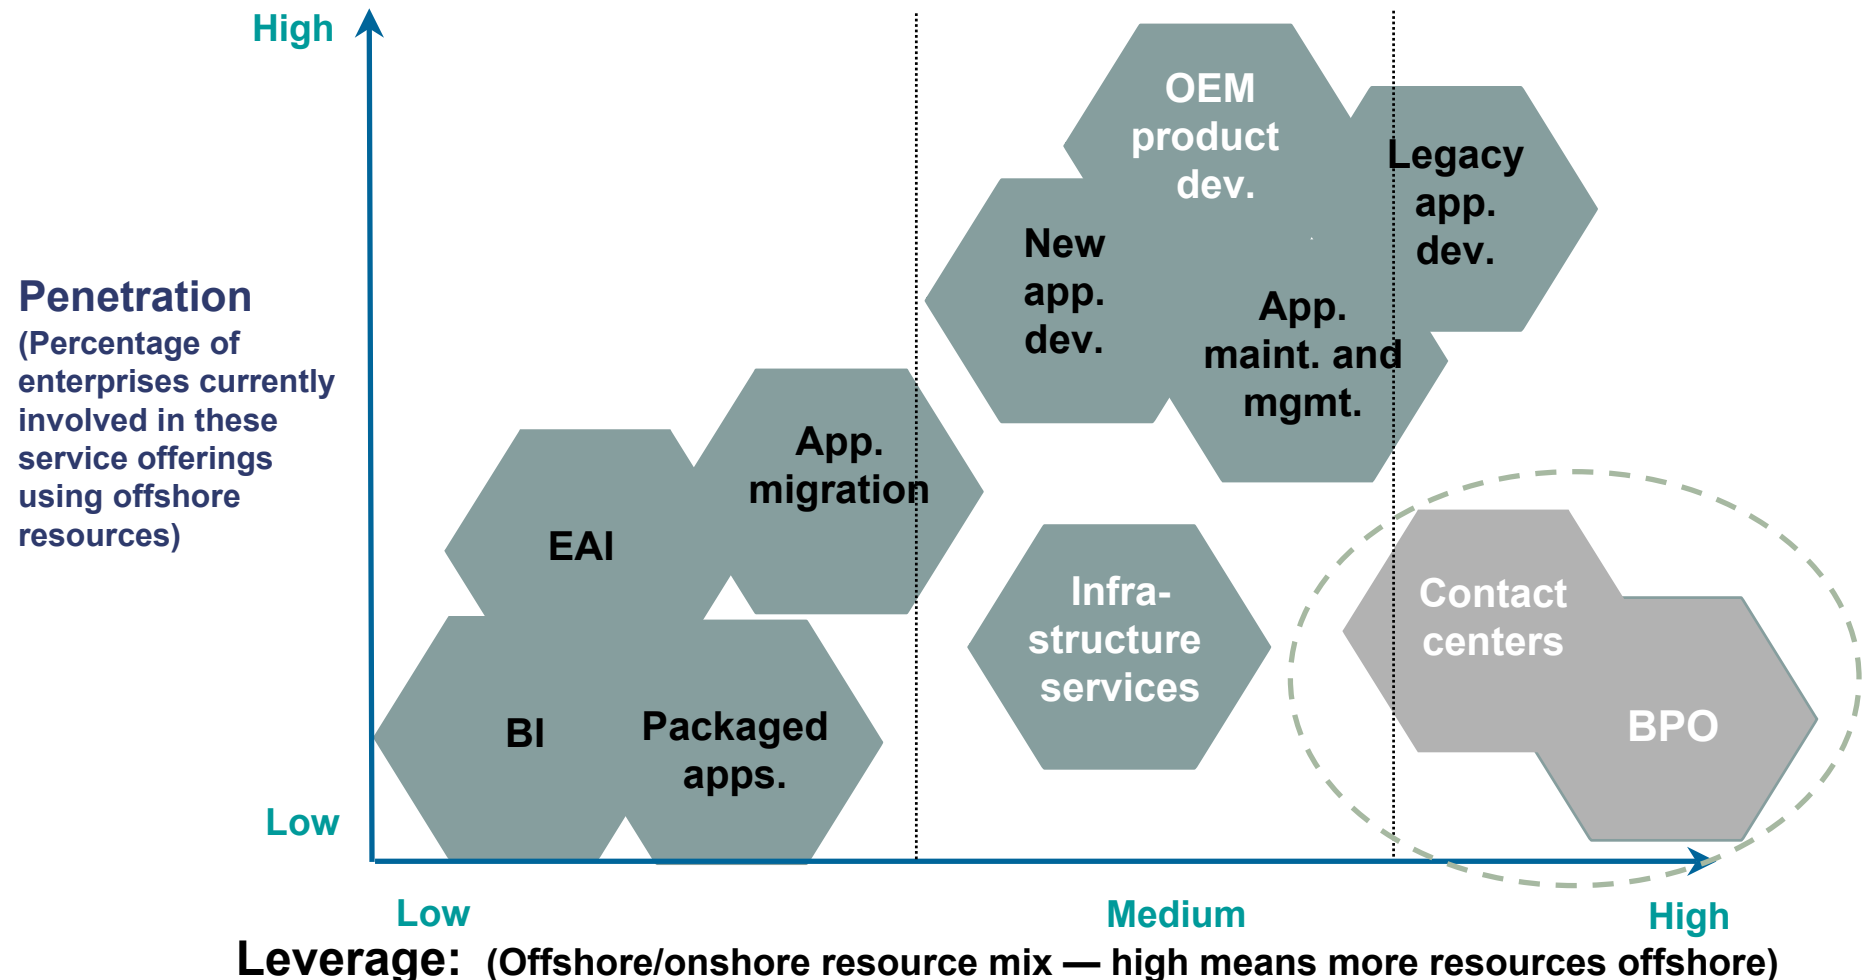 High
OEM
product
dev.
Legacy
app.
dev.
New
app.
dev.
Penetration
(Percentage of
enterprises currently
involved in these
service offerings
using offshore
resources)
App.
maint. and
mgmt.
App.
migration
EAI
Infra-
structure
services
Contact
centers
BI
Packaged
apps.
BPO
Low
Low
Medium
High
Leverage: (Offshore/onshore resource mix — high means more resources offshore)